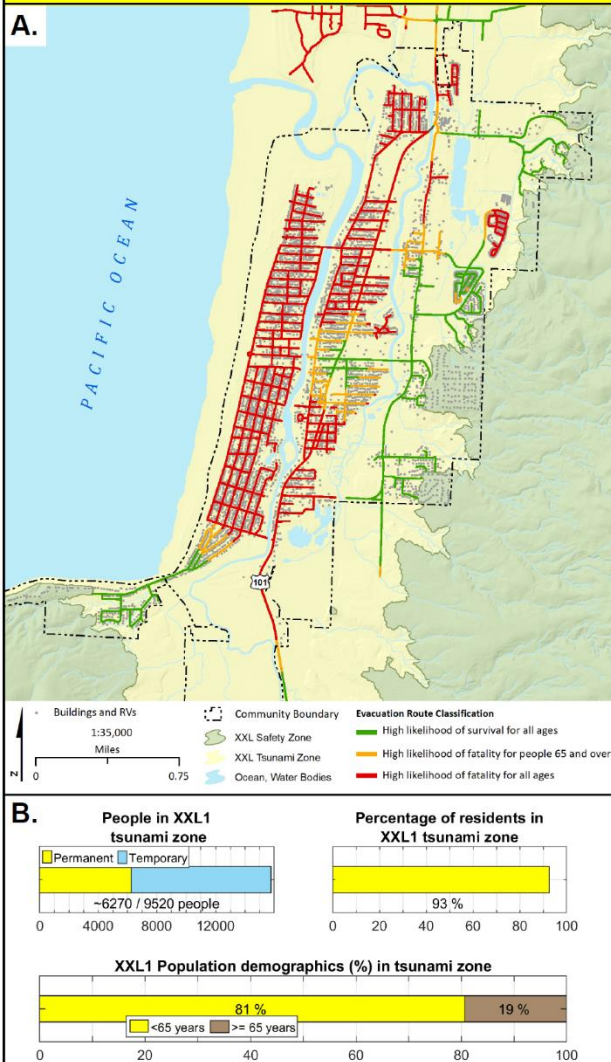 A.
PACIFIC OCEAN
101
Buildings and RVs
1:35,000
Miles
0 0.75
N
Community Boundary
XXL Safety Zone
XXL Tsunami Zone
Ocean, Water Bodies
Evacuation Route Classification
High likelihood of survival for all ages
High likelihood of fatality for people 65 and over
High likelihood of fatality for all ages
B.
People in XXL1
tsunami zone
Permanent Temporary
~6270 / 9520 people
0 4000 8000 12000
Percentage of residents in
XXL1 tsunami zone
93 %
0 20 40 60 80 100
XXL1 Population demographics (%) in tsunami zone
81 % 19 %
<65 years >= 65 years
0 20 40 60 80 100